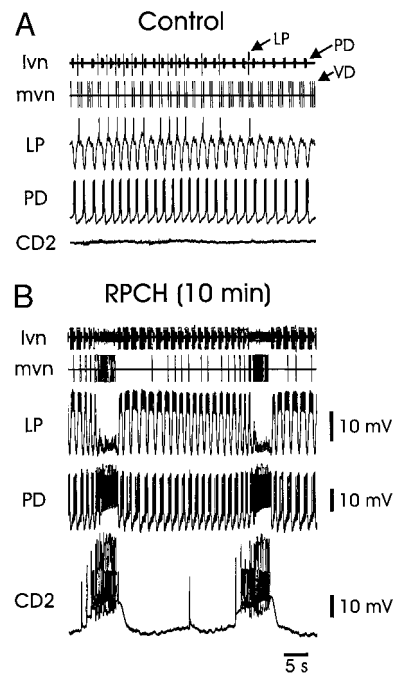 A Control
LP
PD
VD
lvn
mvn
LP
PD
CD2
B RPCH (10 min)
lvn
mvn
LP
10 mV
PD
10 mV
CD2
10 mV
5 s